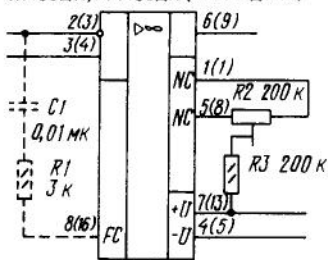 2(3)
▷∞
6(9)
3(4)
1(1)
NC
R2 200 к
5(8)
NC
C1
0,01 мк
R1
3 к
R3 200 к
7(13)
+U
8(16)
FC
-U
4(5)